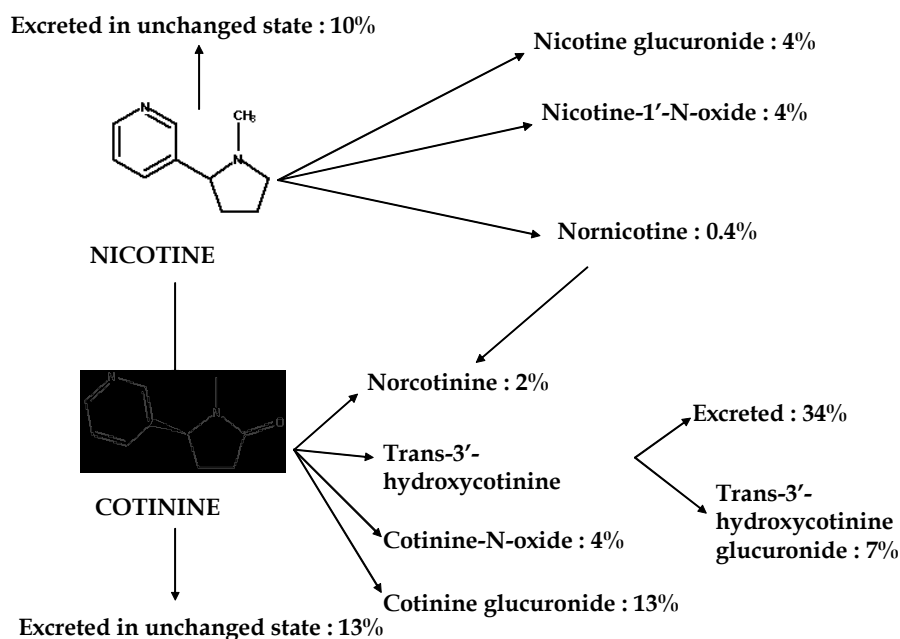 Excreted in unchanged state : 10%
Nicotine glucuronide : 4%
N
CH3
N
Nicotine-1′-N-oxide : 4%
Nornicotine : 0.4%
NICOTINE
N
N
O
Norcotinine : 2%
Excreted : 34%
Trans-3′-
hydroxycotinine
Trans-3′-
hydroxycotinine
glucuronide : 7%
COTININE
Cotinine-N-oxide : 4%
Cotinine glucuronide : 13%
Excreted in unchanged state : 13%